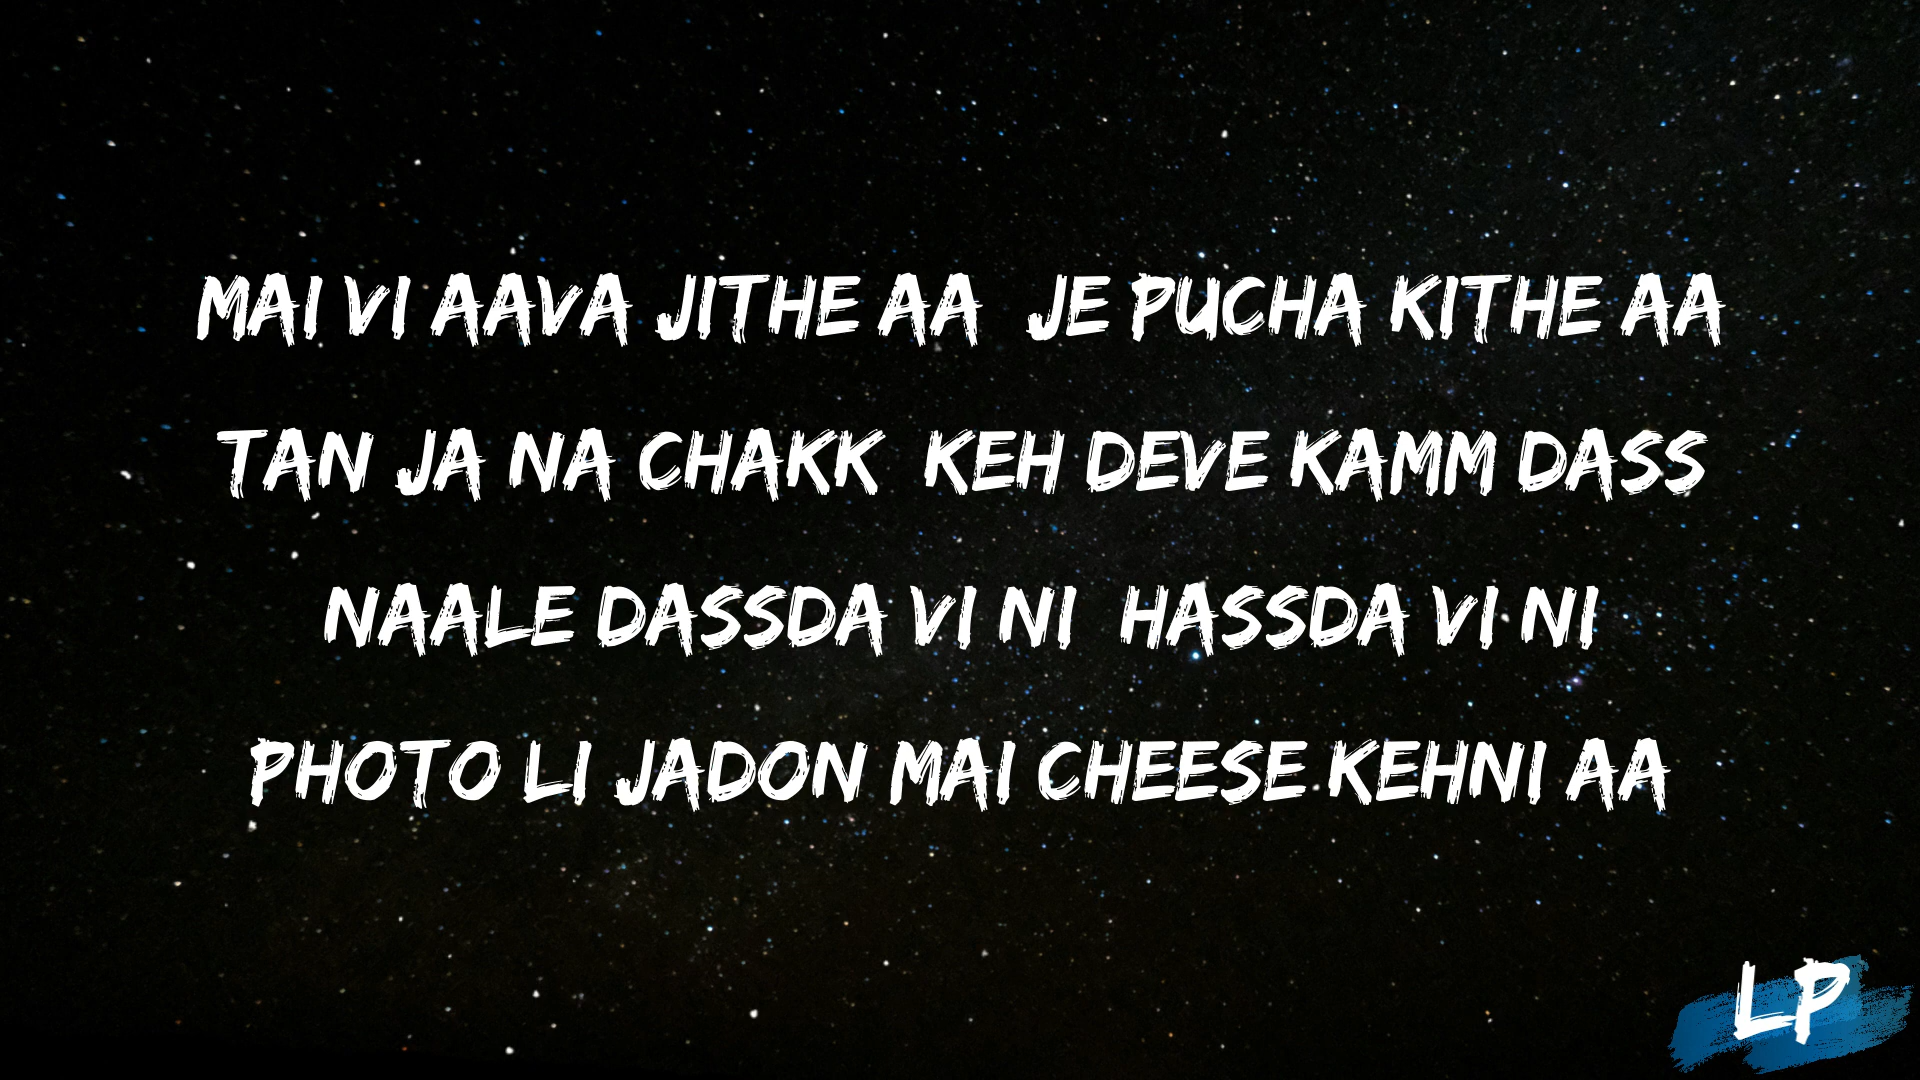 MAI VI AAVA JITHE AA  JE PUCHA KITHE AA
TAN JA NA CHAKK  KEH DEVE KAMM DASS
NAALE DASSDA VI NI  HASSDA VI NI
PHOTO LI JADON MAI CHEESE KEHNI AA
LP